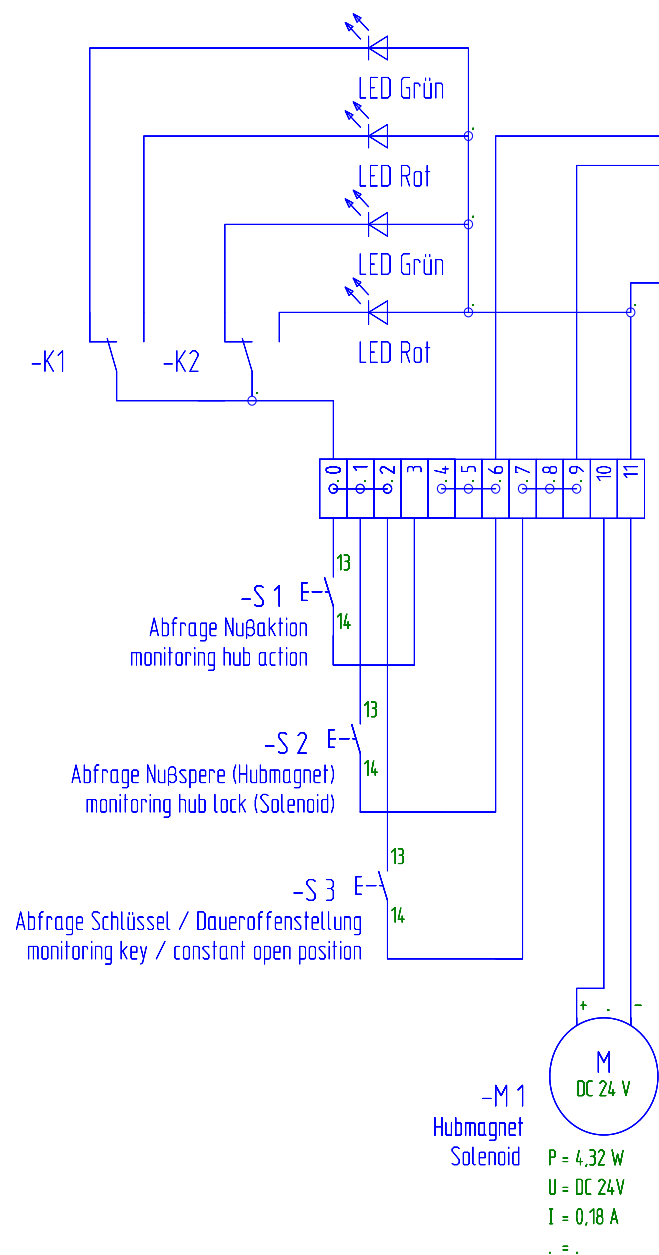 LED Grün
LED Rot
LED Grün
LED Rot
-K1
-K2
0 1 2 3 4 5 6 7 8 9 10 11
13
-S 1
14
Abfrage Nußaktion
monitoring hub action
13
-S 2
14
Abfrage Nußspere (Hubmagnet)
monitoring hub lock (Solenoid)
13
-S 3
14
Abfrage Schlüssel / Daueroffenstellung
monitoring key / constant open position
+ . -
M
DC 24 V
-M 1
Hubmagnet
Solenoid
P = 4,32 W
U = DC 24V
I = 0,18 A
. = .